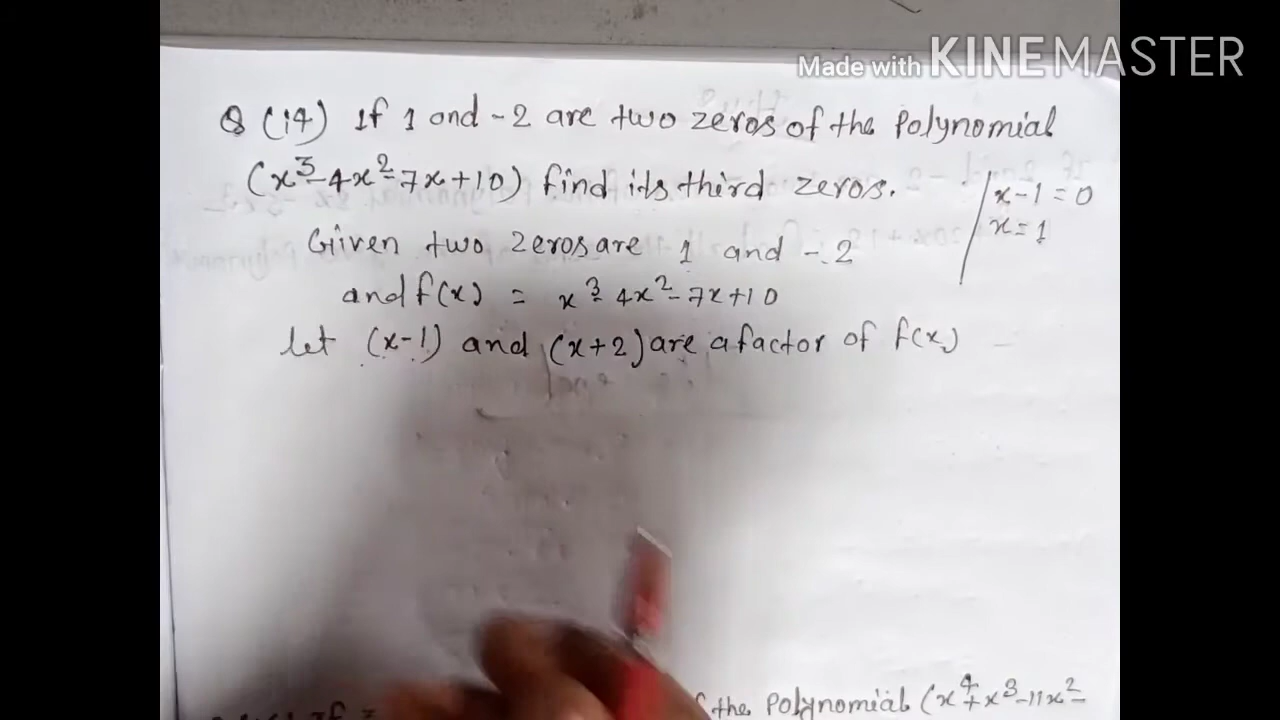 Made with KINEMASTER
Q (14) If 1 and -2 are two zeros of the polynomial
(x³-4x²-7x+10) find its third zeros.
x-1=0
x=1
Given two zeros are 1 and -2
and f(x) = x³-4x²-7x+10
let (x-1) and (x+2) are a factor of f(x)
the polynomial (x⁴+x³-11x²-